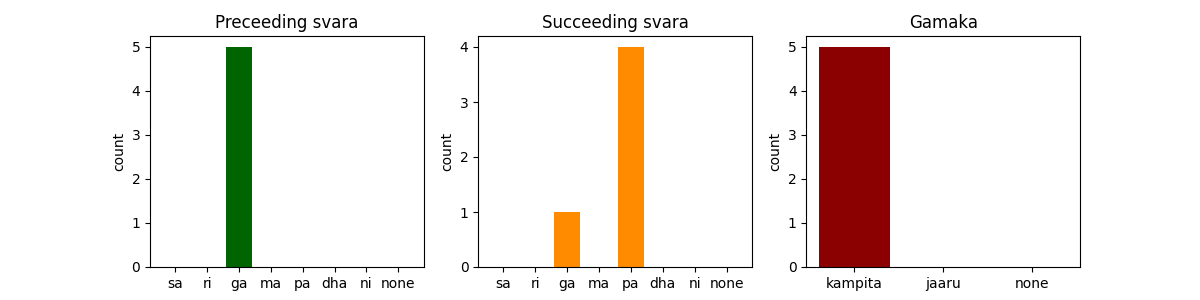 Preceeding svara
count
5
4
3
2
1
0
sa ri ga ma pa dha ni none
Succeeding svara
count
4
3
2
1
0
sa ri ga ma pa dha ni none
Gamaka
count
5
4
3
2
1
0
kampita jaaru none